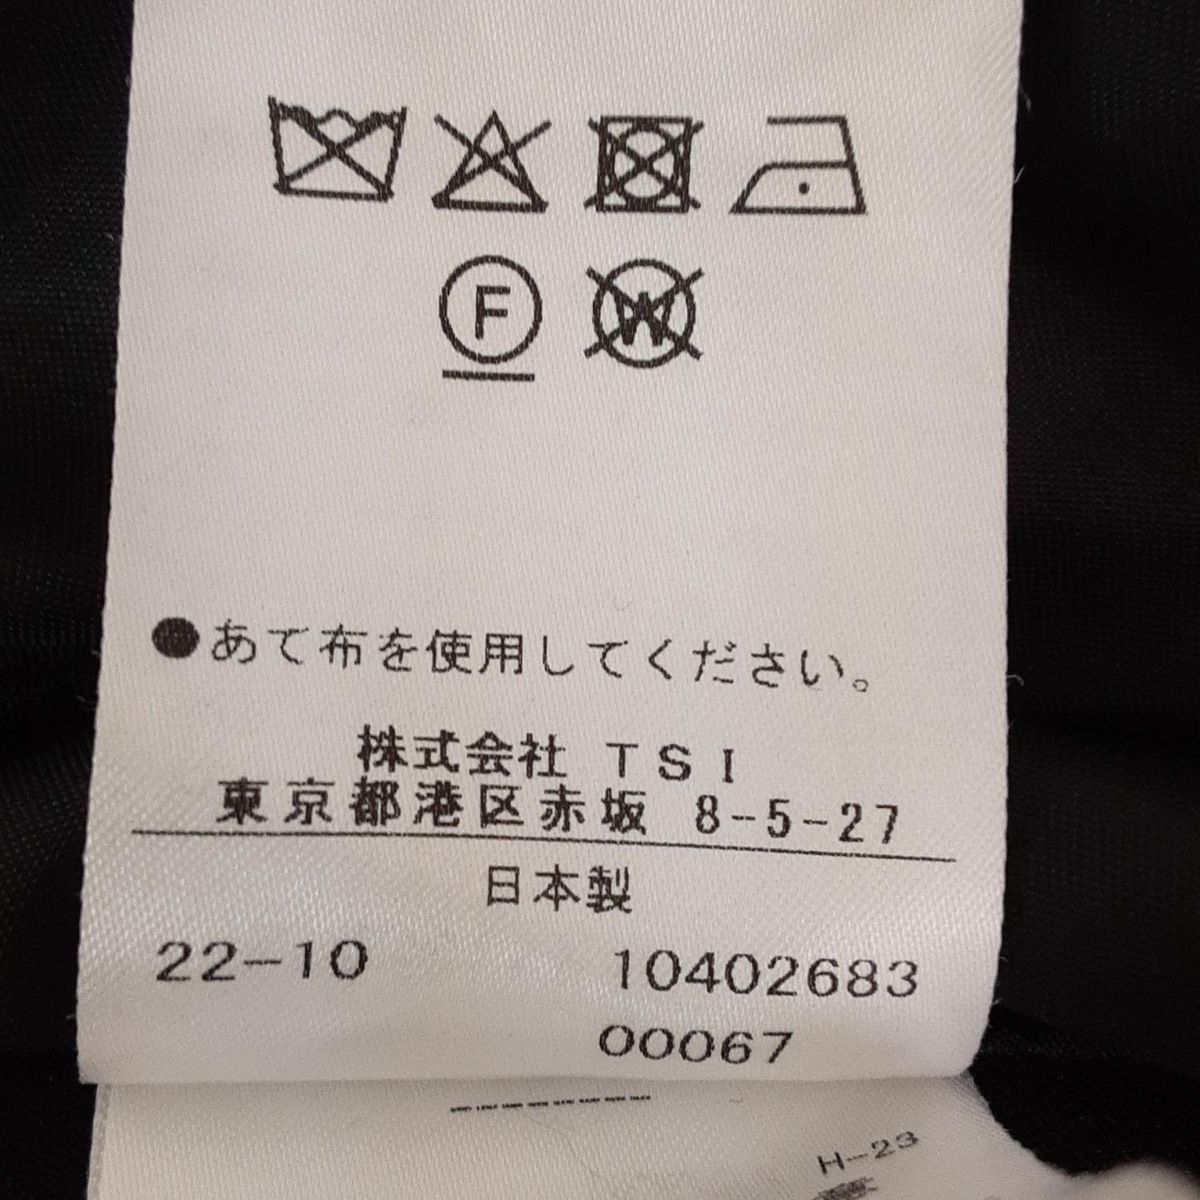 F W
●あて布を使用してください。
株式会社 TSI
東京都港区赤坂 8-5-27
日本製
22-10 10402683
00067
H-23